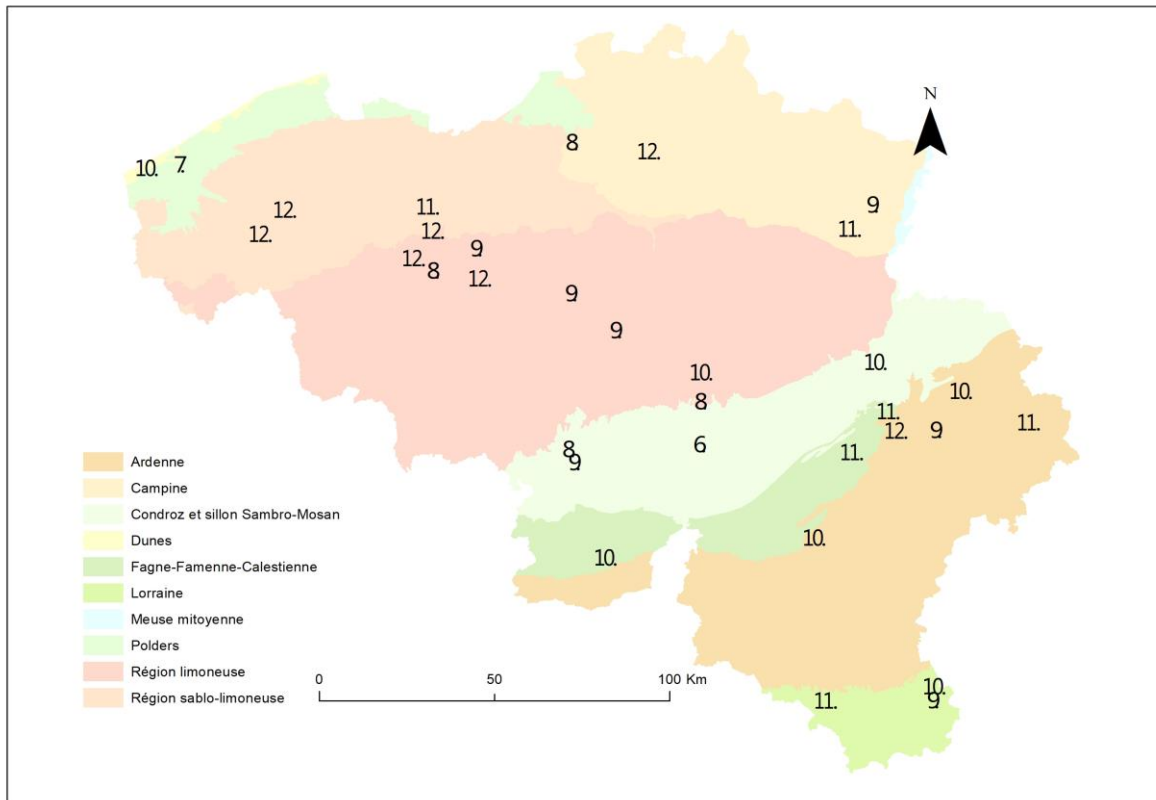 N
8.
12.
10.
7.
9.
12.
11.
12.
12.
11.
9.
12.
8.
12.
9.
9.
10.
10.
8.
10.
11.
12.
9.
11.
6.
8.
9.
11.
10.
10.
10.
11.
9.
Ardenne
Campine
Condroz et sillon Sambro-Mosan
Dunes
Fagne-Famenne-Calestienne
Lorraine
Meuse mitoyenne
Polders
Région limoneuse
Région sablo-limoneuse
0 50 100 Km